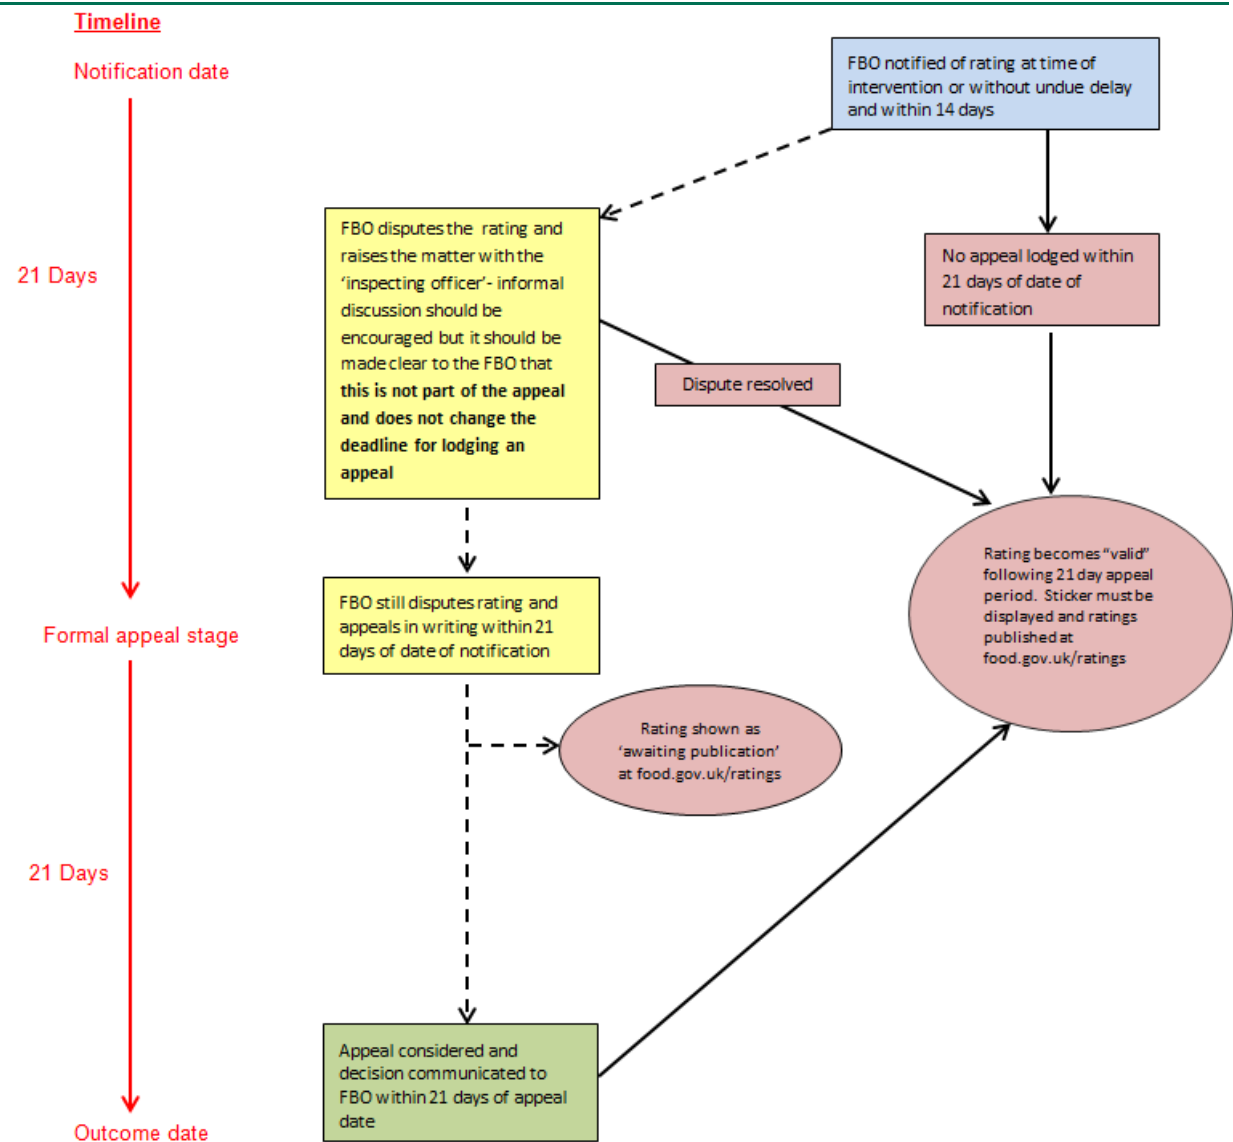 Timeline
Notification date
FBO notified of rating at time of
intervention or without undue delay
and within 14 days
FBO disputes the rating and
raises the matter with the
‘inspecting officer’- informal
discussion should be
encouraged but it should be
made clear to the FBO that
this is not part of the appeal
and does not change the
deadline for lodging an
appeal
No appeal lodged within
21 days of date of
notification
21 Days
Dispute resolved
Rating becomes “valid”
following 21 day appeal
period. Sticker must be
displayed and ratings
published at
food.gov.uk/ratings
Formal appeal stage
FBO still disputes rating and
appeals in writing within 21
days of date of notification
Rating shown as
‘awaiting publication’
at food.gov.uk/ratings
21 Days
Appeal considered and
decision communicated to
FBO within 21 days of appeal
date
Outcome date